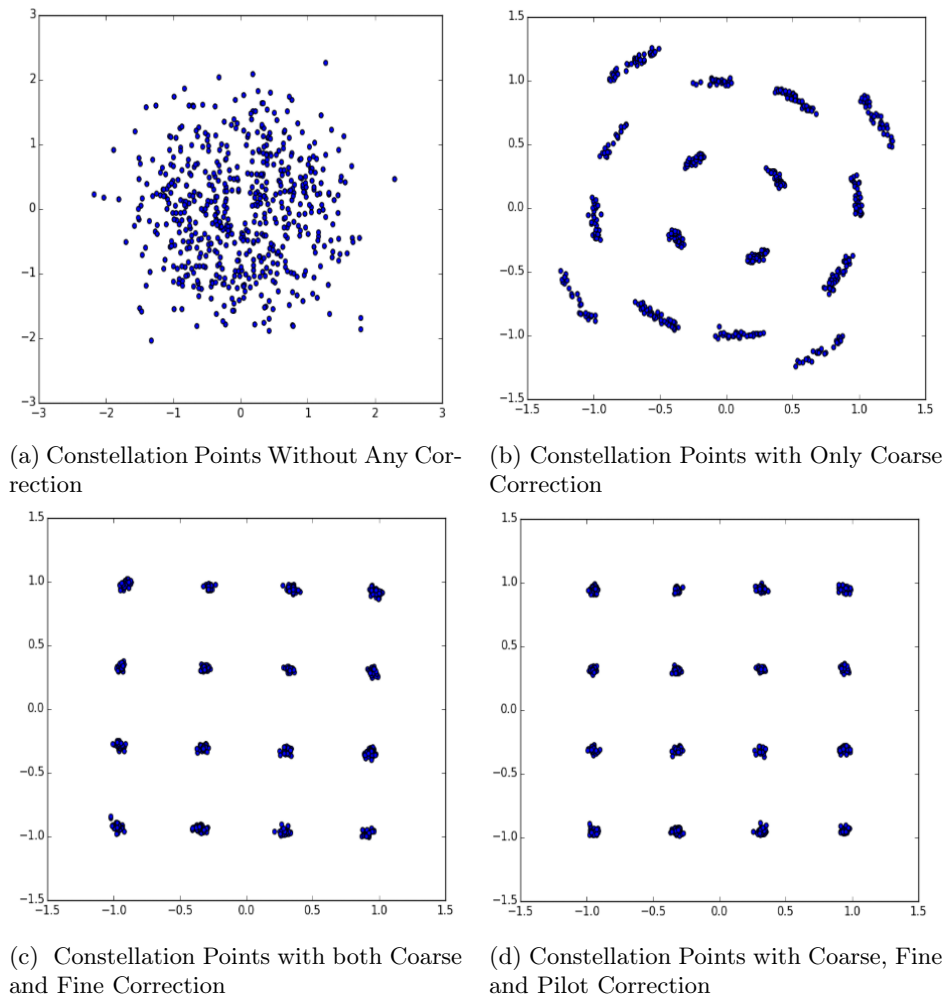 3
2
1
0
−1
−2
−3
−3 −2 −1 0 1 2 3
(a) Constellation Points Without Any Cor-
rection
1.5
1.0
0.5
0.0
−0.5
−1.0
−1.5
−1.5 −1.0 −0.5 0.0 0.5 1.0 1.5
(b) Constellation Points with Only Coarse
Correction
1.5
1.0
0.5
0.0
−0.5
−1.0
−1.5
−1.5 −1.0 −0.5 0.0 0.5 1.0 1.5
(c) Constellation Points with both Coarse
and Fine Correction
1.5
1.0
0.5
0.0
−0.5
−1.0
−1.5
−1.5 −1.0 −0.5 0.0 0.5 1.0 1.5
(d) Constellation Points with Coarse, Fine
and Pilot Correction